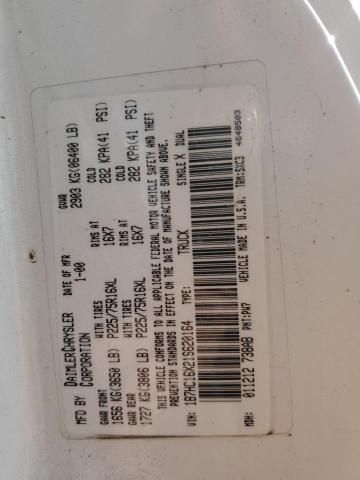 MFD BY DAIMLERCHRYSLER CORPORATION DATE OF MFR 1-00 GVWR 2903 KG(06400 LB)
GAWR FRONT WITH TIRES RIMS AT COLD
1656 KG(3650 LB) P225/75R16XL 16X7 282 KPA(41 PSI)
GAWR REAR WITH TIRES RIMS AT COLD
1727 KG(3806 LB) P225/75R16XL 16X7 282 KPA(41 PSI)
THIS VEHICLE CONFORMS TO ALL APPLICABLE FEDERAL MOTOR VEHICLE SAFETY AND THEFT
PREVENTION STANDARDS IN EFFECT ON THE DATE OF MANUFACTURE SHOWN ABOVE.
VIN: 1B7HC16X21S620164 TYPE: TRUCK SINGLE X DUAL
MDH: 011212 738AB PNT:PW7 VEHICLE MADE IN U.S.A. TRM:SXC3 4648503